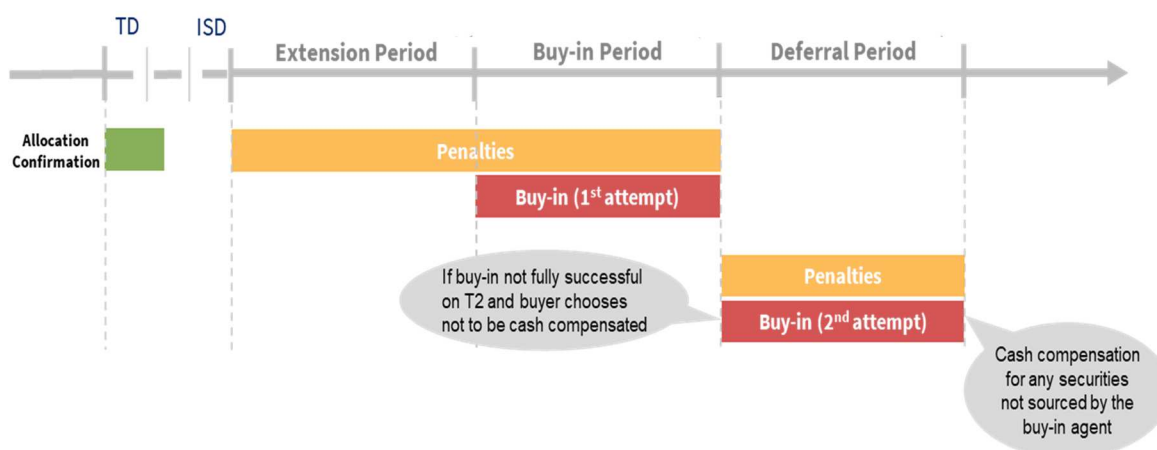 TD
ISD
Extension Period
Buy-in Period
Deferral Period
Allocation
Confirmation
Penalties
Buy-in (1st attempt)
If buy-in not fully successful
on T2 and buyer chooses
not to be cash compensated
Penalties
Buy-in (2nd attempt)
Cash compensation
for any securities
not sourced by the
buy-in agent